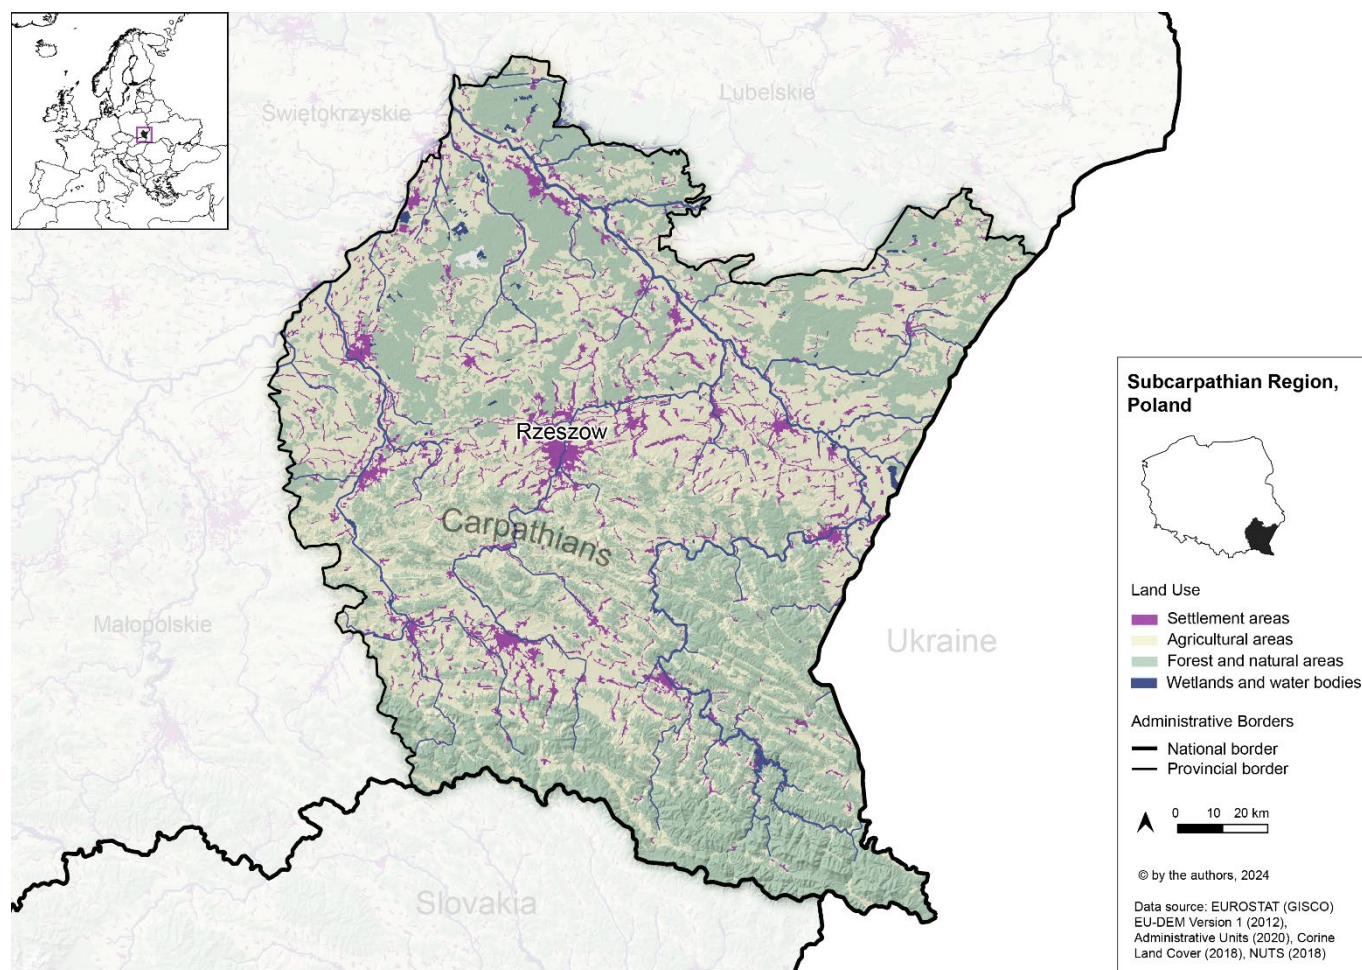 Świętokrzyskie
Lubelskie
Rzeszow
Carpathians
Małopolskie
Ukraine
Slovakia
Subcarpathian Region,
Poland
Land Use
Settlement areas
Agricultural areas
Forest and natural areas
Wetlands and water bodies
Administrative Borders
National border
Provincial border
0 10 20 km
© by the authors, 2024
Data source: EUROSTAT (GISCO)
EU-DEM Version 1 (2012),
Administrative Units (2020), Corine
Land Cover (2018), NUTS (2018)